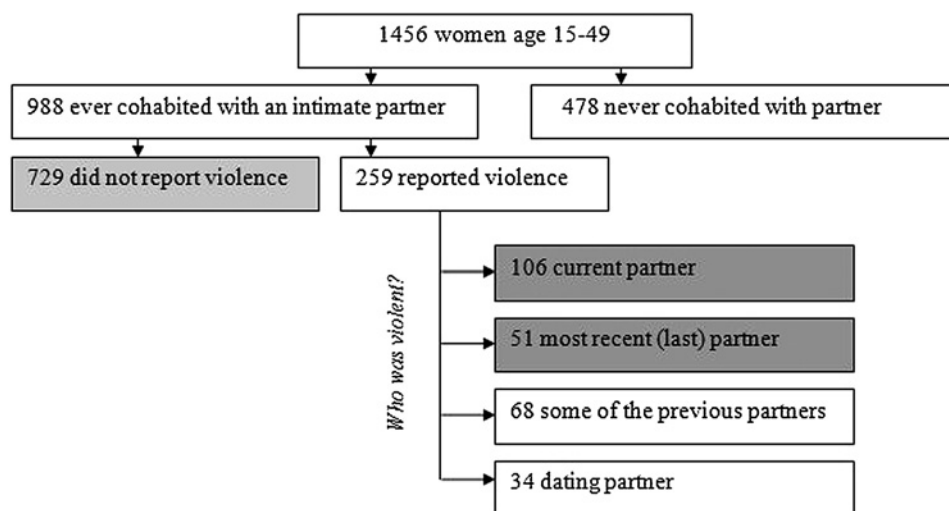 1456 women age 15-49
988 ever cohabited with an intimate partner
478 never cohabited with partner
729 did not report violence
259 reported violence
Who was violent?
106 current partner
51 most recent (last) partner
68 some of the previous partners
34 dating partner